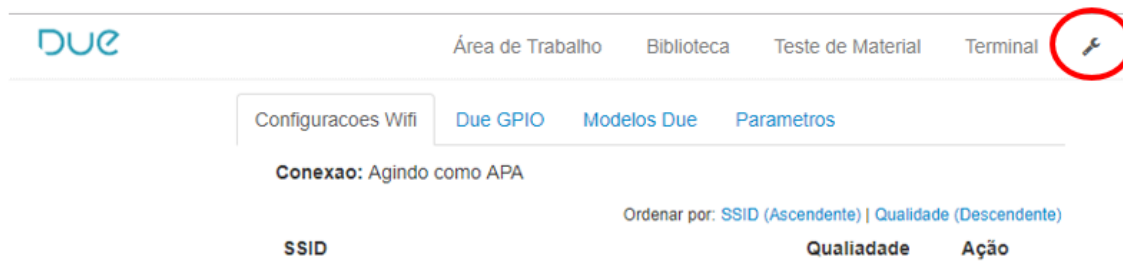 Due
Área de Trabalho Biblioteca Teste de Material Terminal
Configuracoes Wifi Due GPIO Modelos Due Parametros
Conexao: Agindo como APA
Ordenar por: SSID (Ascendente) | Qualidade (Descendente)
SSID Qualiadade Ação